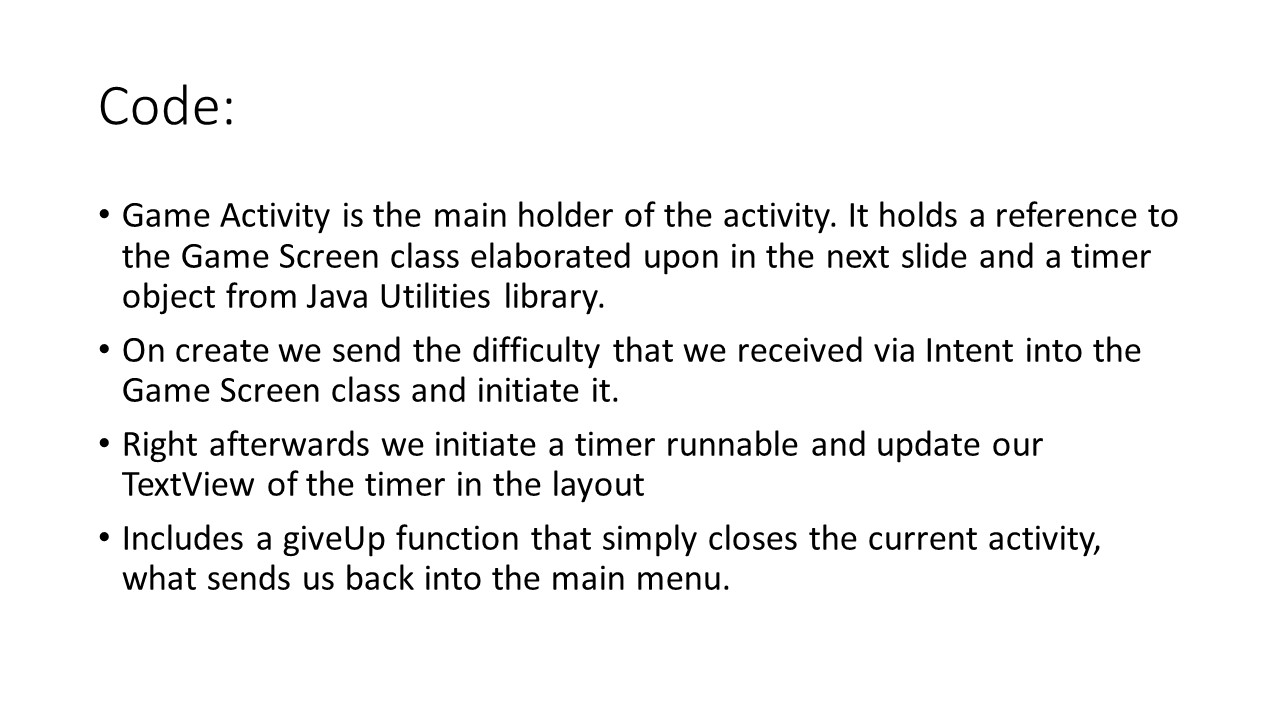 Code:
• Game Activity is the main holder of the activity. It holds a reference to
the Game Screen class elaborated upon in the next slide and a timer
object from Java Utilities library.
• On create we send the difficulty that we received via Intent into the
Game Screen class and initiate it.
• Right afterwards we initiate a timer runnable and update our
TextView of the timer in the layout
• Includes a giveUp function that simply closes the current activity,
what sends us back into the main menu.